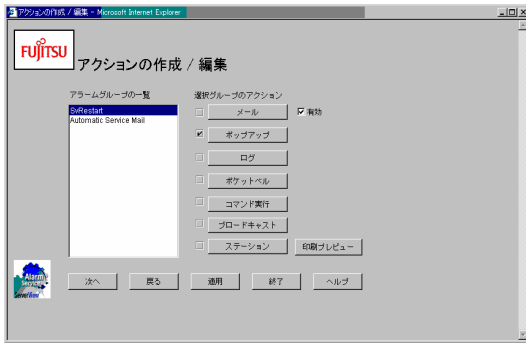 アクションの作成 / 編集 - Microsoft Internet Explorer
FUJITSU
アクションの作成 / 編集
アラームグループの一覧
選択グループのアクション
SvRestart
Automatic Service Mail
メール
有効
ポップアップ
ログ
ポケットベル
コマンド実行
ブロードキャスト
ステーション
印刷プレビュー
Alarm
Service
ServerView
次へ
戻る
適用
終了
ヘルプ